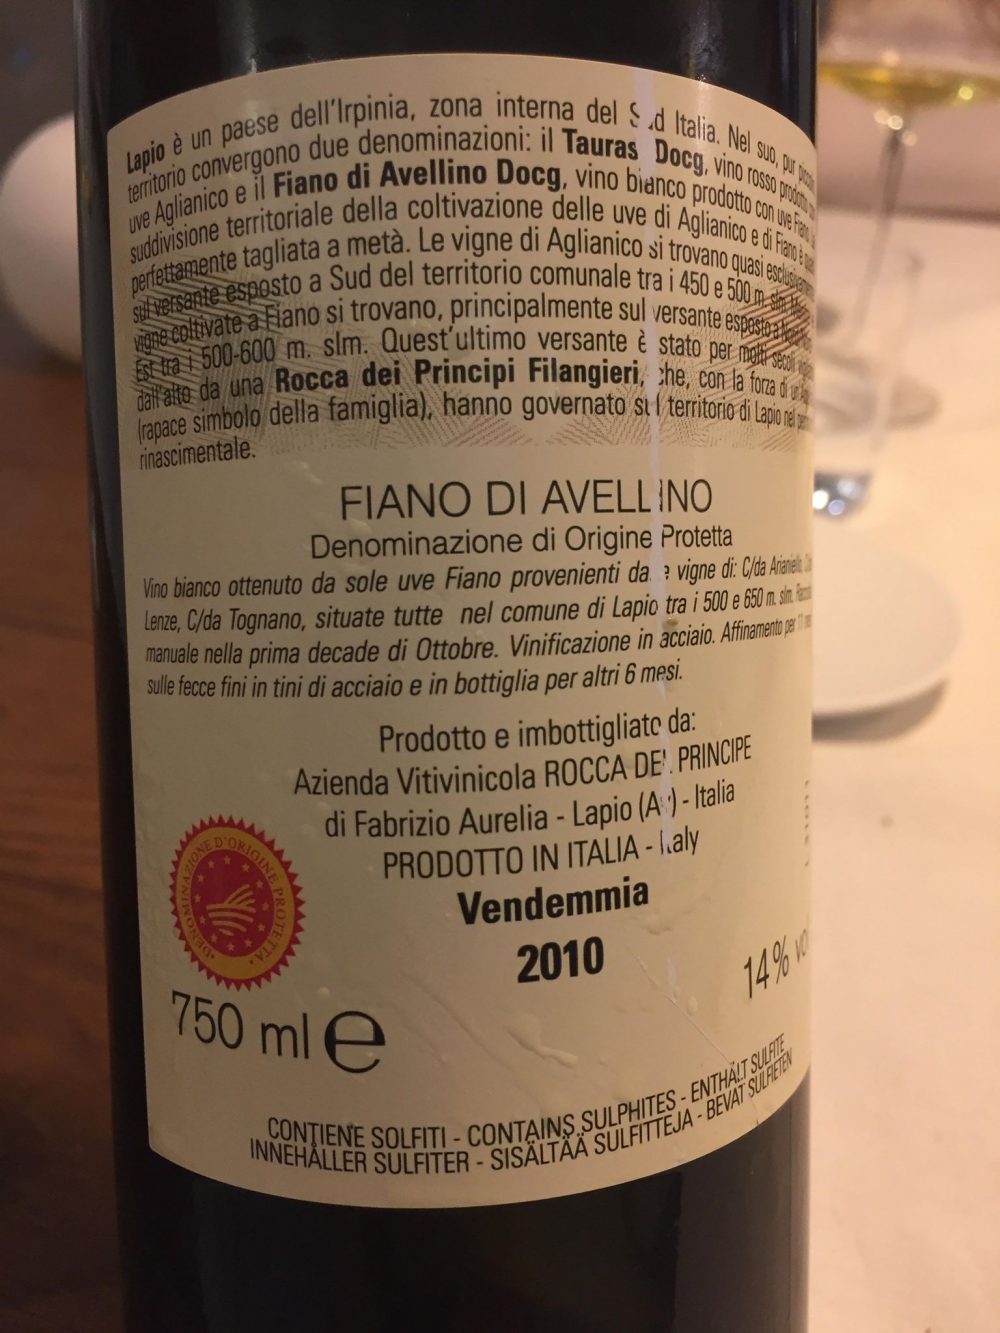 Lapio è un paese dell'Irpinia, zona interna del Sud Italia. Nel suo, pur
territorio convergono due denominazioni: il Tauras Docg, vino rosso prodotto
uve Aglianico e il Fiano di Avellino Docg, vino bianco prodotto con uve Fiano.
suddivisione territoriale della coltivazione delle uve di Aglianico e di Fiano è
perfettamente tagliata a metà. Le vigne di Aglianico si trovano quasi
sul versante esposto a Sud del territorio comunale tra i 450 e 500 m. slm.
vigne coltivate a Fiano si trovano, principalmente sul versante esposto a
Est tra i 500-600 m. slm. Quest'ultimo versante è stato per molti secoli
dall'alto da una Rocca dei Principi Filangieri, che, con la forza di
(rapace simbolo della famiglia), hanno governato sul territorio di Lapio nel
rinascimentale.
FIANO DI AVELLINO
Denominazione di Origine Protetta
Vino bianco ottenuto da sole uve Fiano provenienti dalle vigne di: C/da Arianiello,
Lenze, C/da Tognano, situate tutte nel comune di Lapio tra i 500 e 650 m. slm.
manuale nella prima decade di Ottobre. Vinificazione in acciaio. Affinamento per 11
sulle fecce fini in tini di acciaio e in bottiglia per altri 6 mesi.
Prodotto e imbottigliato da:
Azienda Vitivinicola ROCCA DEL PRINCIPE
di Fabrizio Aurelia - Lapio (Av) - Italia
PRODOTTO IN ITALIA - Italy
Vendemmia
2010
DENOMINAZIONE D'ORIGINE PROTETTA
14% vol
750 ml e
CONTIENE SOLFITI - CONTAINS SULPHITES - ENTHÄLT SULFITE
INNEHÅLLER SULFITER - SISÄLTÄÄ SULFITTEJA - BEVAT SULFIETEN